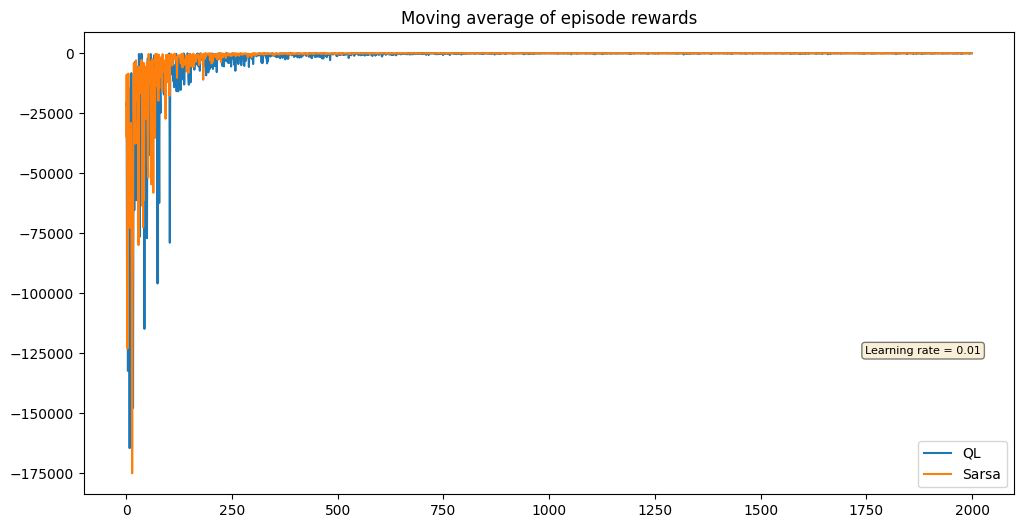 Moving average of episode rewards
0
−25000
−50000
−75000
−100000
−125000
−150000
−175000
Learning rate = 0.01
QL
Sarsa
0 250 500 750 1000 1250 1500 1750 2000